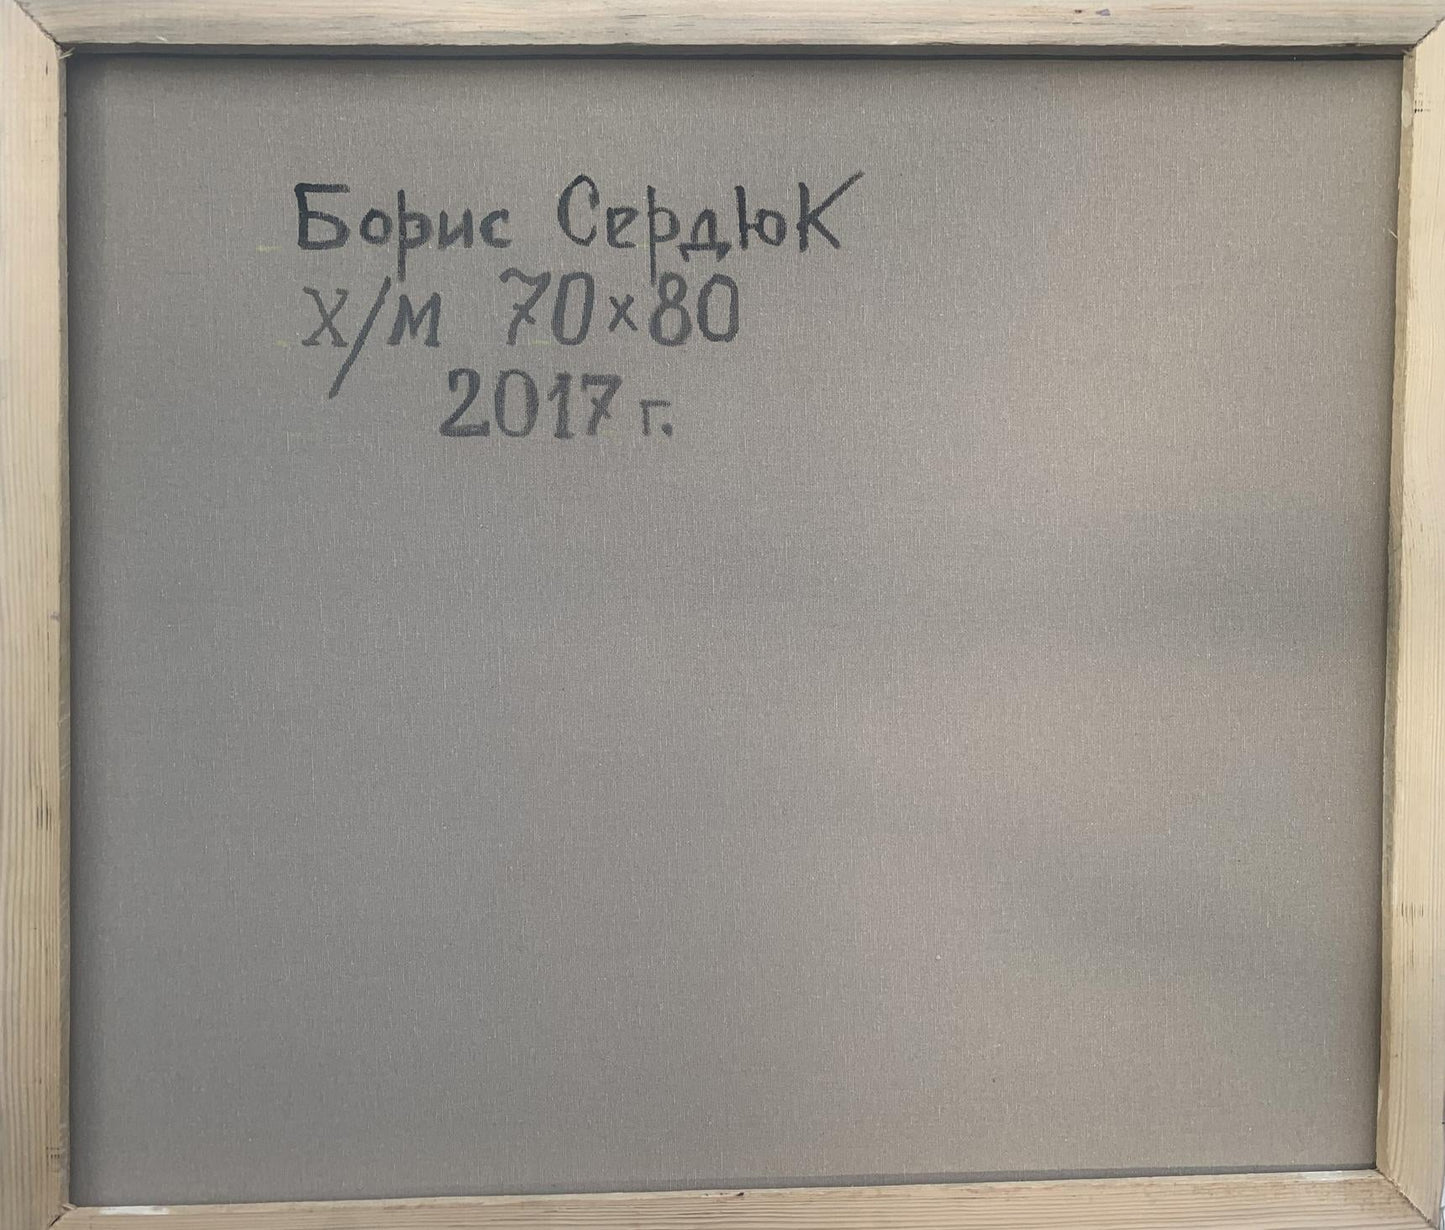 Борис Сердюк
х/м 70×80
2017 г.